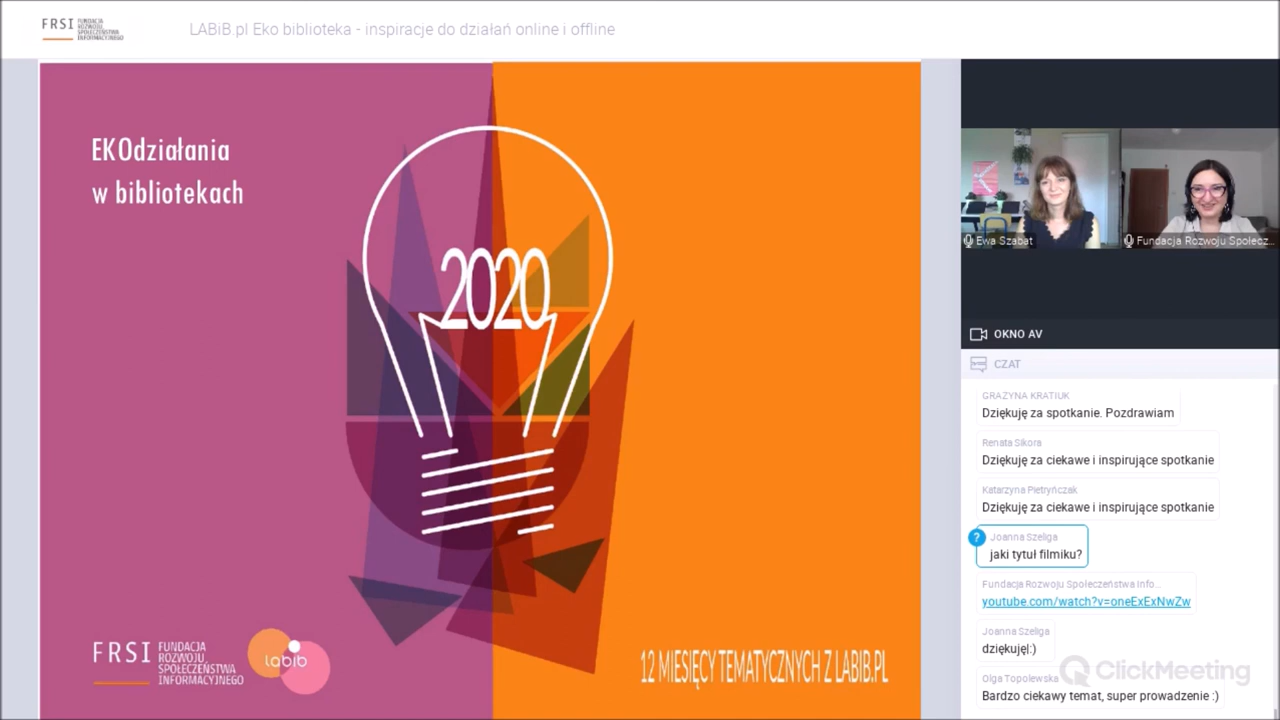 FRSI FUNDACJA
ROZWOJU
SPOŁECZEŃSTWA
INFORMACYJNEGO
LABiB.pl Eko biblioteka - inspiracje do działań online i offline
EKOdziałania
w bibliotekach
2020
FRSI FUNDACJA
ROZWOJU
SPOŁECZEŃSTWA
INFORMACYJNEGO
labib
12 MIESIĘCY TEMATYCZNYCH Z LABIB.PL
Ewa Szabat
Fundacja Rozwoju Społecz...
OKNO AV
CZAT
GRAŻYNA KRATIUK
Dziękuję za spotkanie. Pozdrawiam
Renata Sikora
Dziękuję za ciekawe i inspirujące spotkanie
Katarzyna Pietryńczak
Dziękuję za ciekawe i inspirujące spotkanie
?
Joanna Szeliga
jaki tytuł filmiku?
Fundacja Rozwoju Społeczeństwa Info...
youtube.com/watch?v=oneExExNwZw
Joanna Szeliga
dziękuję!:)
ClickMeeting
Olga Topolewska
Bardzo ciekawy temat, super prowadzenie :)